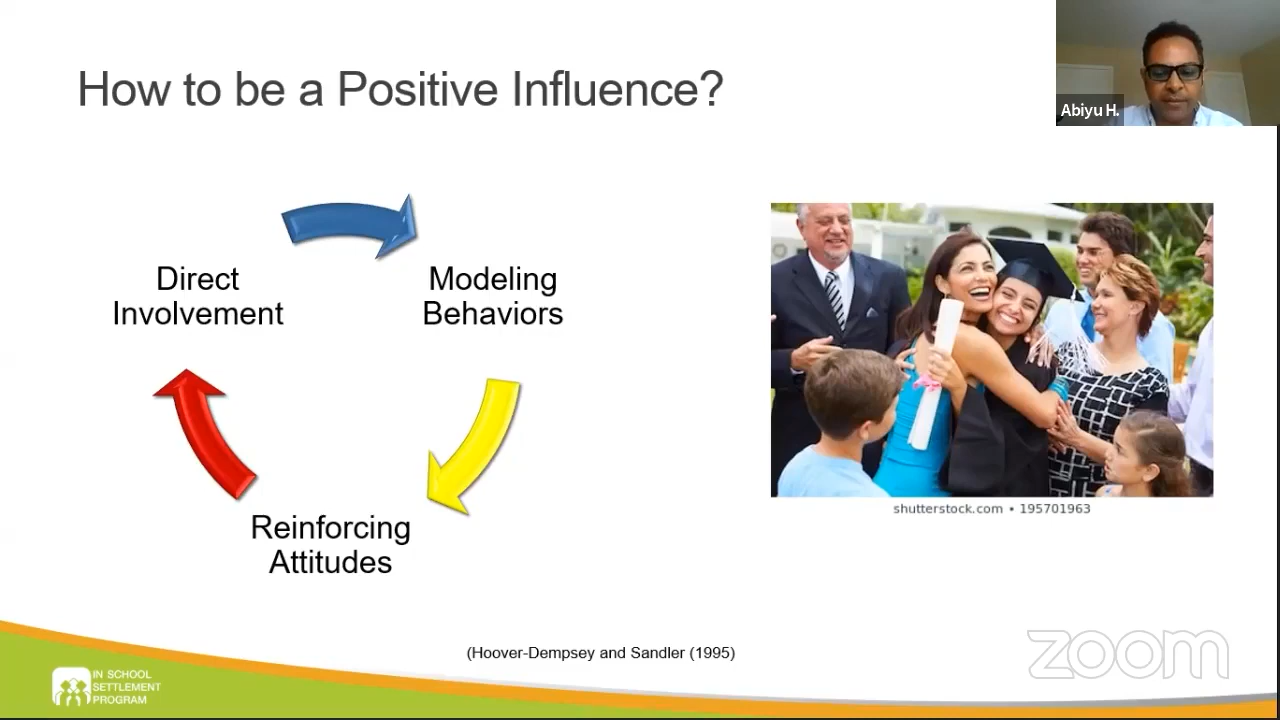 How to be a Positive Influence?
Abiyu H.
Direct
Involvement
Modeling
Behaviors
Reinforcing
Attitudes
shutterstock.com • 195701963
(Hoover-Dempsey and Sandler (1995)
IN SCHOOL
SETTLEMENT
PROGRAM
zoom